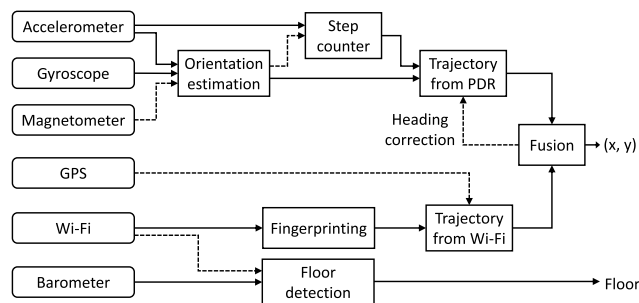 Accelerometer
Step
counter
Gyroscope
Orientation
estimation
Trajectory
from PDR
Magnetometer
Heading
correction
Fusion
(x, y)
GPS
Wi-Fi
Fingerprinting
Trajectory
from Wi-Fi
Barometer
Floor
detection
Floor